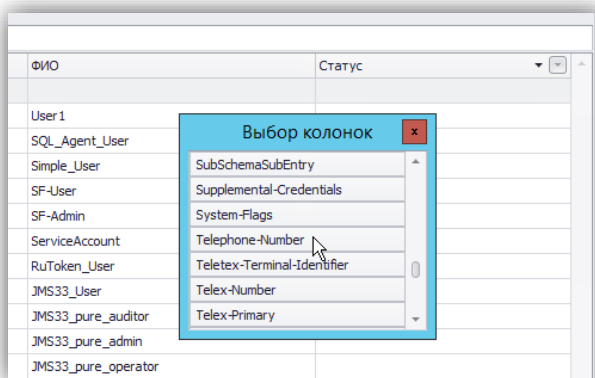 ФИО
Статус
User1
SQL_Agent_User
Simple_User
SF-User
SF-Admin
ServiceAccount
RuToken_User
JMS33_User
JMS33_pure_auditor
JMS33_pure_admin
JMS33_pure_operator
Выбор колонок
x
SubSchemaSubEntry
Supplemental-Credentials
System-Flags
Telephone-Number
Teletex-Terminal-Identifier
Telex-Number
Telex-Primary